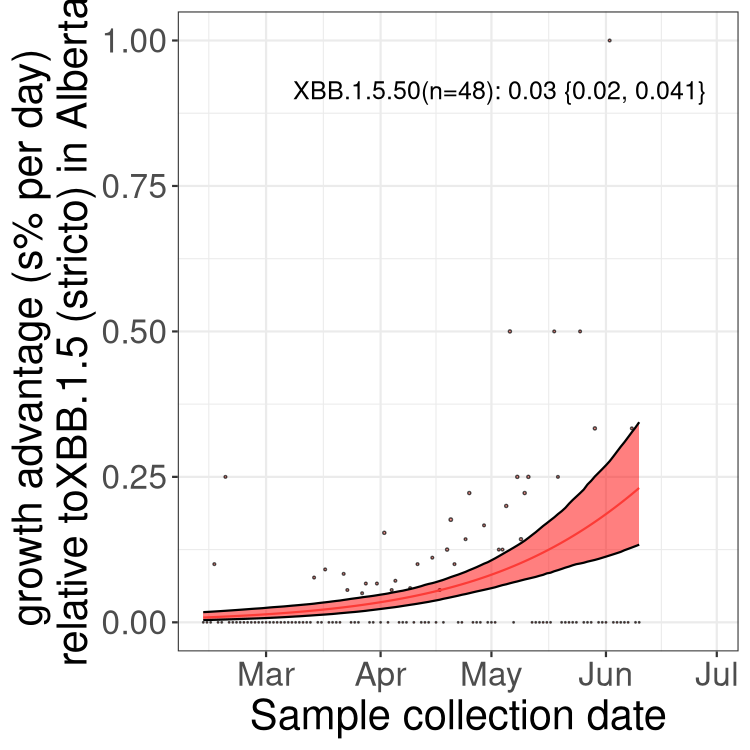 growth advantage (s% per day)
relative toXBB.1.5 (stricto) in Alberta
1.00
XBB.1.5.50(n=48): 0.03 {0.02, 0.041}
0.75
0.50
0.25
0.00
Mar Apr May Jun Jul
Sample collection date